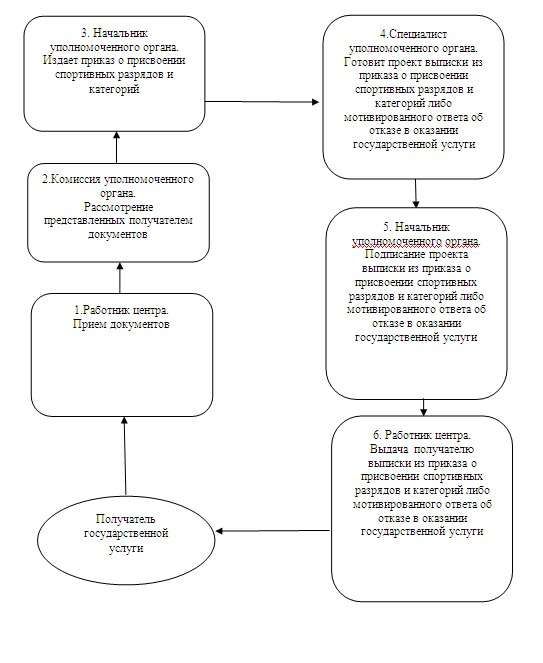 3. Начальник
уполномоченного органа.
Издает приказ о присвоении
спортивных разрядов и
категорий
4.Специалист
уполномоченного органа.
Готовит проект выписки из
приказа о присвоении
спортивных разрядов и
категорий либо
мотивированного ответа об
отказе в оказании
государственной услуги
2.Комиссия уполномоченного
органа.
Рассмотрение
представленных получателем
документов
5. Начальник
уполномоченного органа.
Подписание проекта
выписки из приказа о
присвоении спортивных
разрядов и категорий либо
мотивированного ответа об
отказе в оказании
государственной услуги
1.Работник центра.
Прием документов
6. Работник центра.
Выдача получателю
выписки из приказа о
присвоении спортивных
разрядов и категорий либо
мотивированного ответа об
отказе в оказании
государственной услуги
Получатель
государственной
услуги